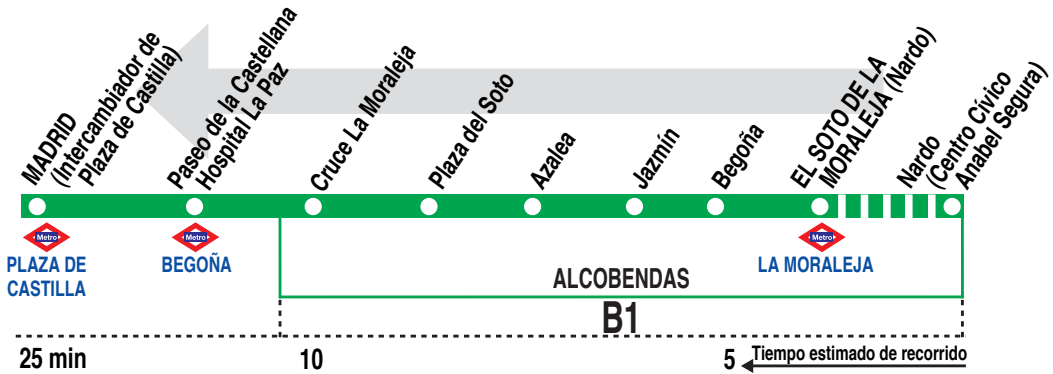 MADRID
(Intercambiador de
Plaza de Castilla)
Paseo de la Castellana
Hospital La Paz
Cruce La Moraleja
Plaza del Soto
Azalea
Jazmín
Begoña
EL SOTO DE LA
MORALEJA (Nardo)
Nardo
(Centro Cívico
Anabel Segura)
Metro
Metro
Metro
PLAZA DE
CASTILLA
BEGOÑA
LA MORALEJA
ALCOBENDAS
B1
25 min
10
5
Tiempo estimado de recorrido